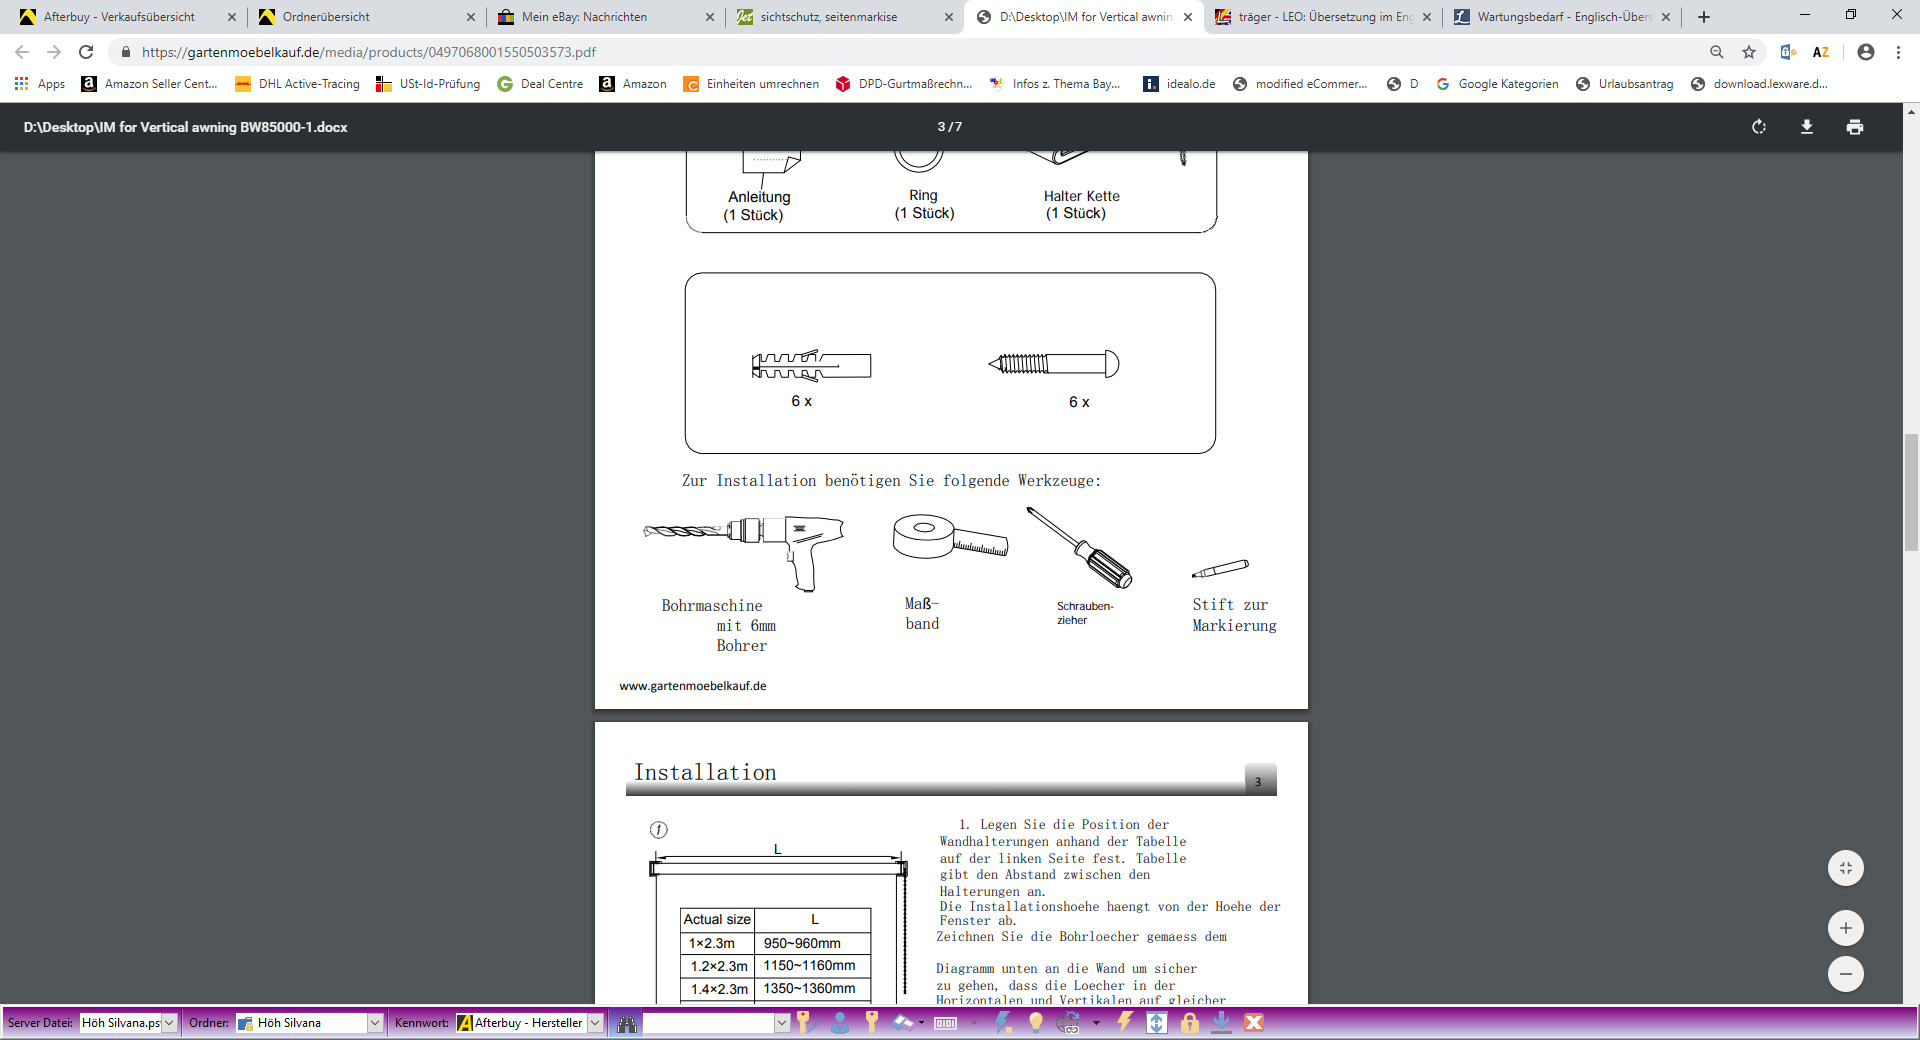 Afterbuy - Verkaufsübersicht
Ordnerübersicht
Mein eBay: Nachrichten
sichtschutz, seitenmarkise
D:\Desktop\IM for Vertical awnin
träger - LEO: Übersetzung im Eng
Wartungsbedarf - Englisch-Übers
https://gartenmoebelkauf.de/media/products/0497068001550503573.pdf
AZ
Apps
Amazon Seller Cent...
DHL Active-Tracing
USt-Id-Prüfung
Deal Centre
Amazon
Einheiten umrechnen
DPD-Gurtmaßrechn...
Infos z. Thema Bay...
idealo.de
modified eCommer...
D
Google Kategorien
Urlaubsantrag
download.lexware.d...
D:\Desktop\IM for Vertical awning BW85000-1.docx
3 / 7
Anleitung
(1 Stück)
Ring
(1 Stück)
Halter Kette
(1 Stück)
6 x
6 x
Zur Installation benötigen Sie folgende Werkzeuge:
Bohrmaschine
mit 6mm
Bohrer
Maß-
band
Schrauben-
zieher
Stift zur
Markierung
www.gartenmoebelkauf.de
Installation
3
1
L
Actual size L
1×2.3m 950~960mm
1.2×2.3m 1150~1160mm
1.4×2.3m 1350~1360mm
1. Legen Sie die Position der
Wandhalterungen anhand der Tabelle
auf der linken Seite fest. Tabelle
gibt den Abstand zwischen den
Halterungen an.
Die Installationshoehe haengt von der Hoehe der
Fenster ab.
Zeichnen Sie die Bohrloecher gemaess dem
Diagramm unten an die Wand um sicher
zu gehen, dass die Loecher in der
Horizontalen und Vertikalen auf gleicher
Server Datei: Höh Silvana.ps
Ordner: Höh Silvana
Kennwort: Afterbuy - Hersteller